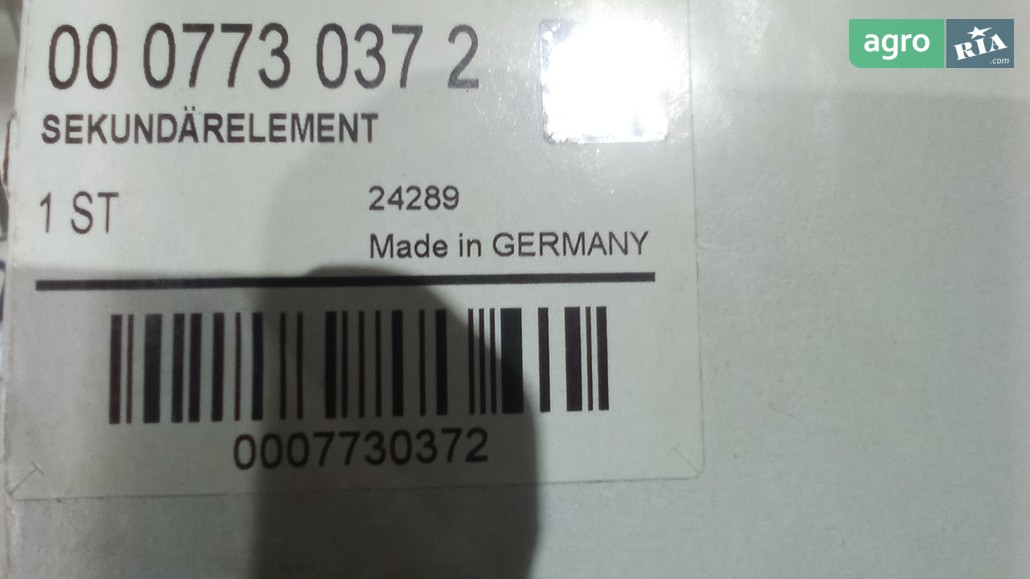 00 0773 037 2
SEKUNDÄRELEMENT
1 ST
24289
Made in GERMANY
0007730372
agro
RIA
.com